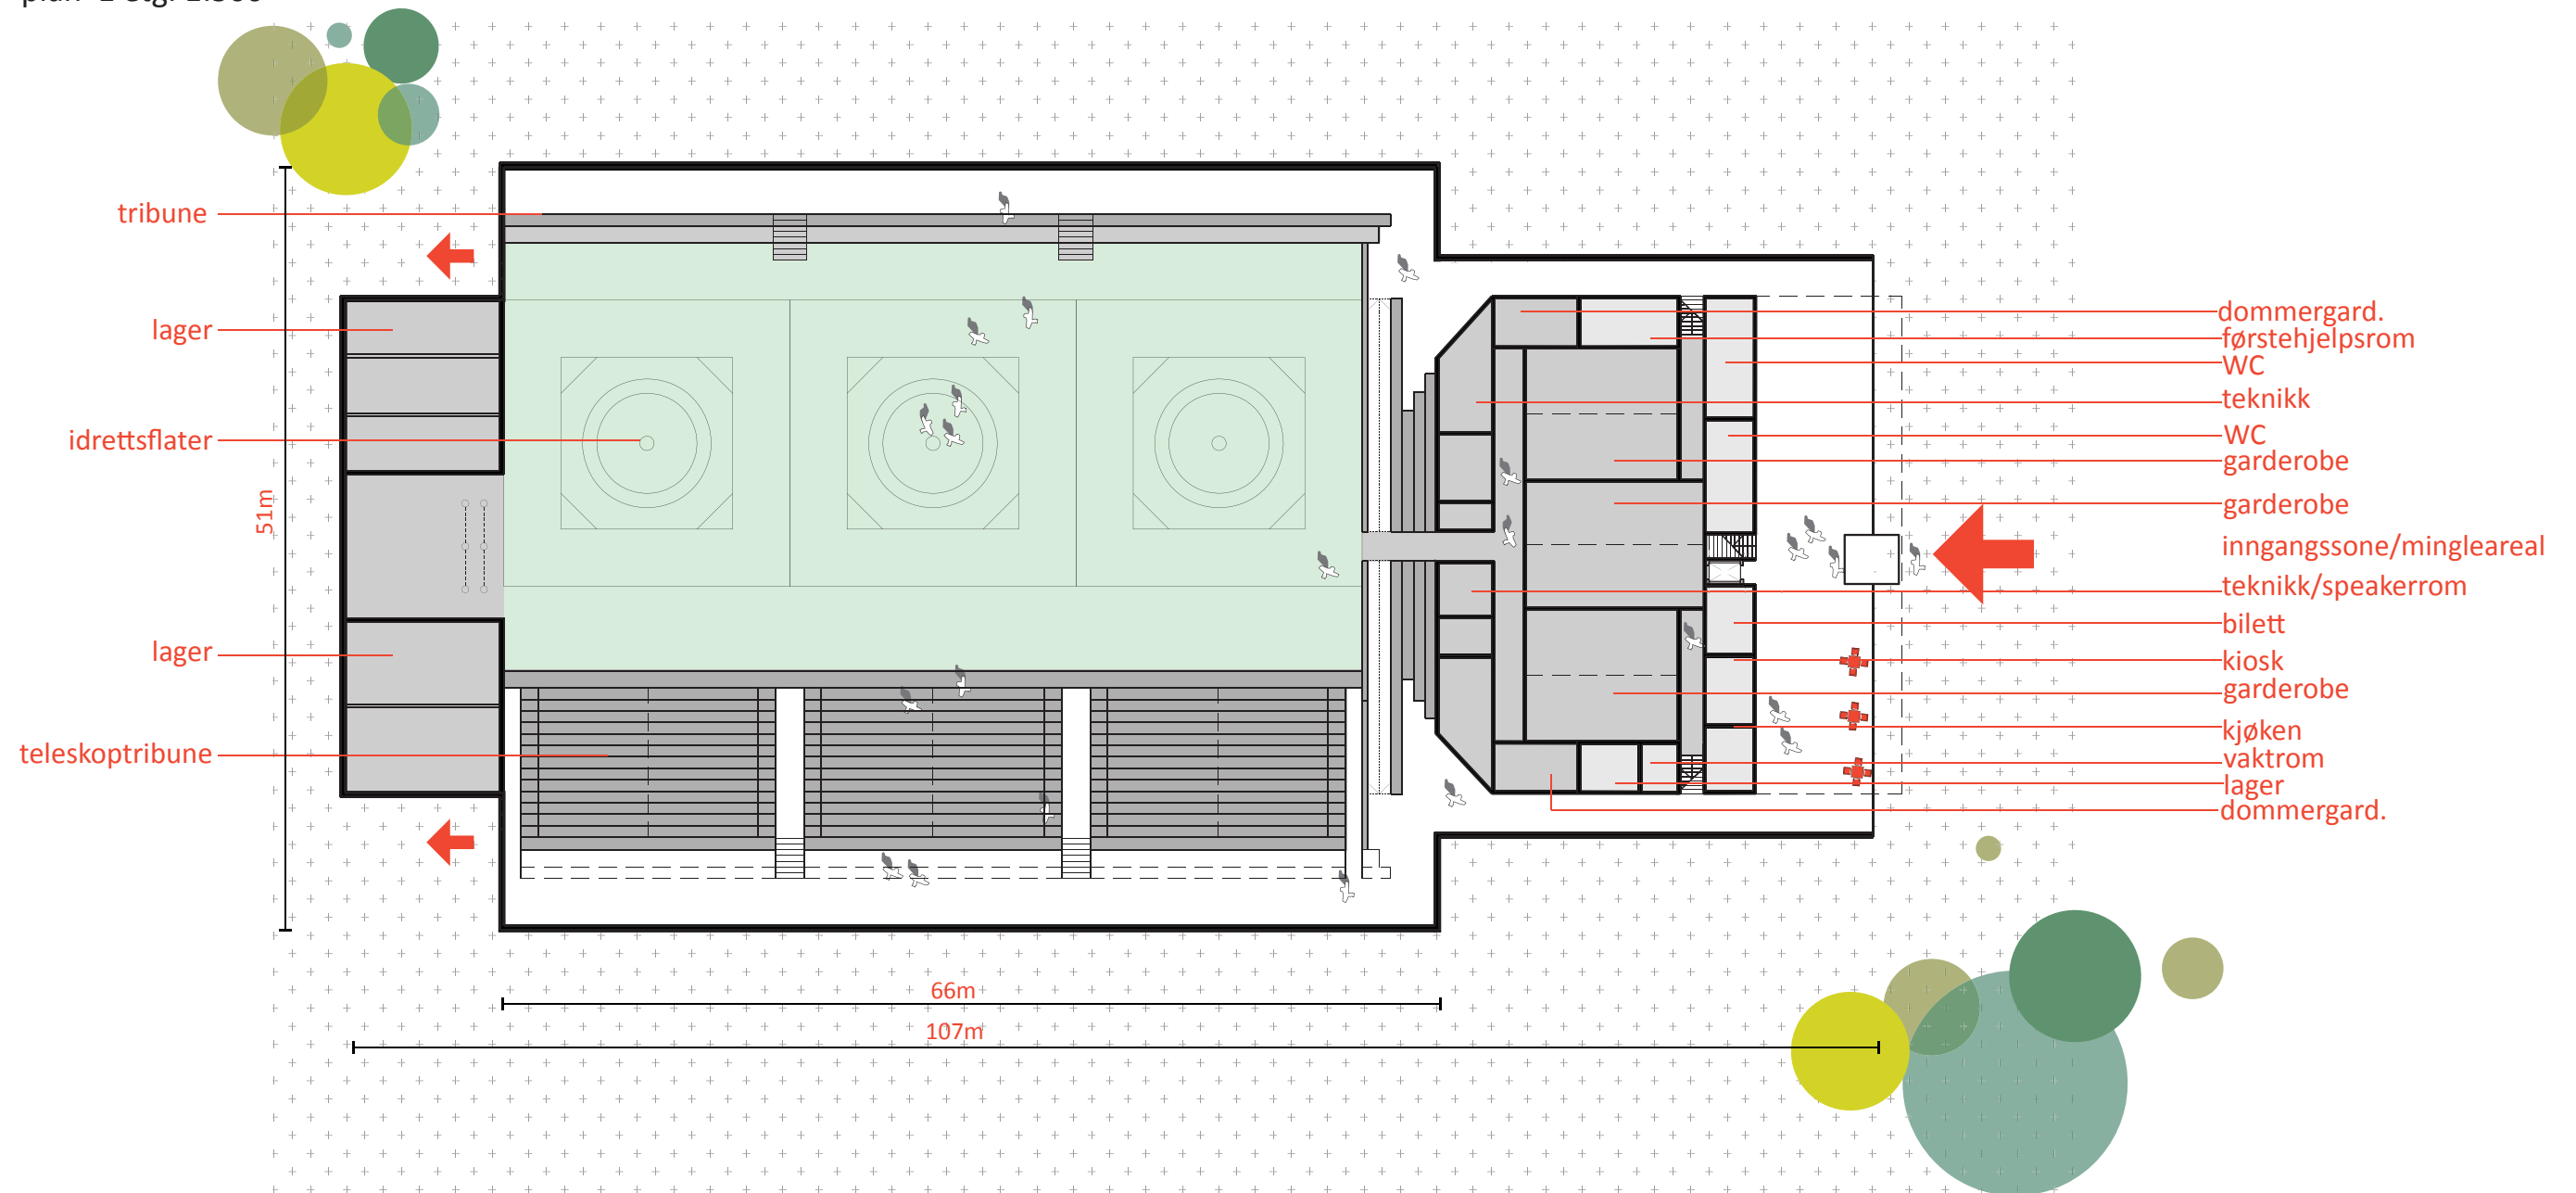 tribune
lager
idrettsflater
51m
lager
teleskoptribune
66m
107m
dommergard.
førstehjelpsrom
WC
teknikk
WC
garderobe
garderobe
inngangssone/mingleareal
teknikk/speakerrom
bilett
kiosk
garderobe
kjøken
vaktrom
lager
dommergard.